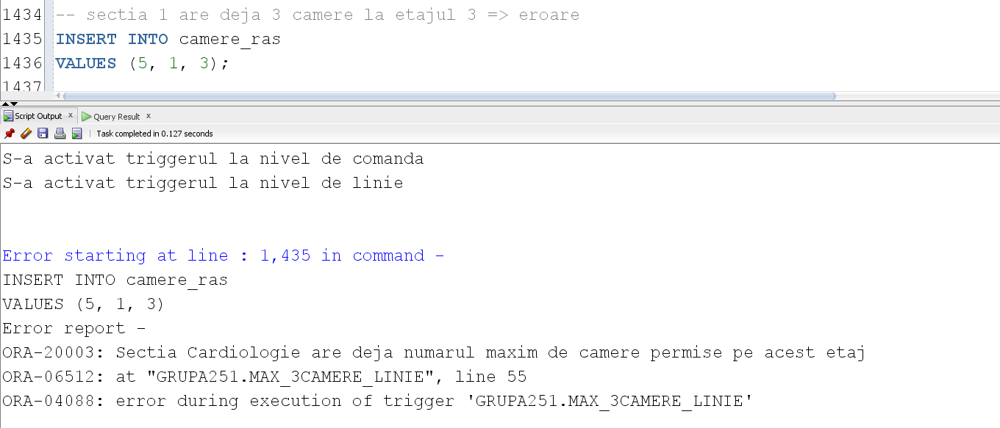 1434 -- sectia 1 are deja 3 camere la etajul 3 => eroare
1435 INSERT INTO camere_ras
1436 VALUES (5, 1, 3);
1437
Script Output x Query Result x
Task completed in 0.127 seconds
S-a activat triggerul la nivel de comanda
S-a activat triggerul la nivel de linie
Error starting at line : 1,435 in command -
INSERT INTO camere_ras
VALUES (5, 1, 3)
Error report -
ORA-20003: Sectia Cardiologie are deja numarul maxim de camere permise pe acest etaj
ORA-06512: at "GRUPA251.MAX_3CAMERE_LINIE", line 55
ORA-04088: error during execution of trigger 'GRUPA251.MAX_3CAMERE_LINIE'